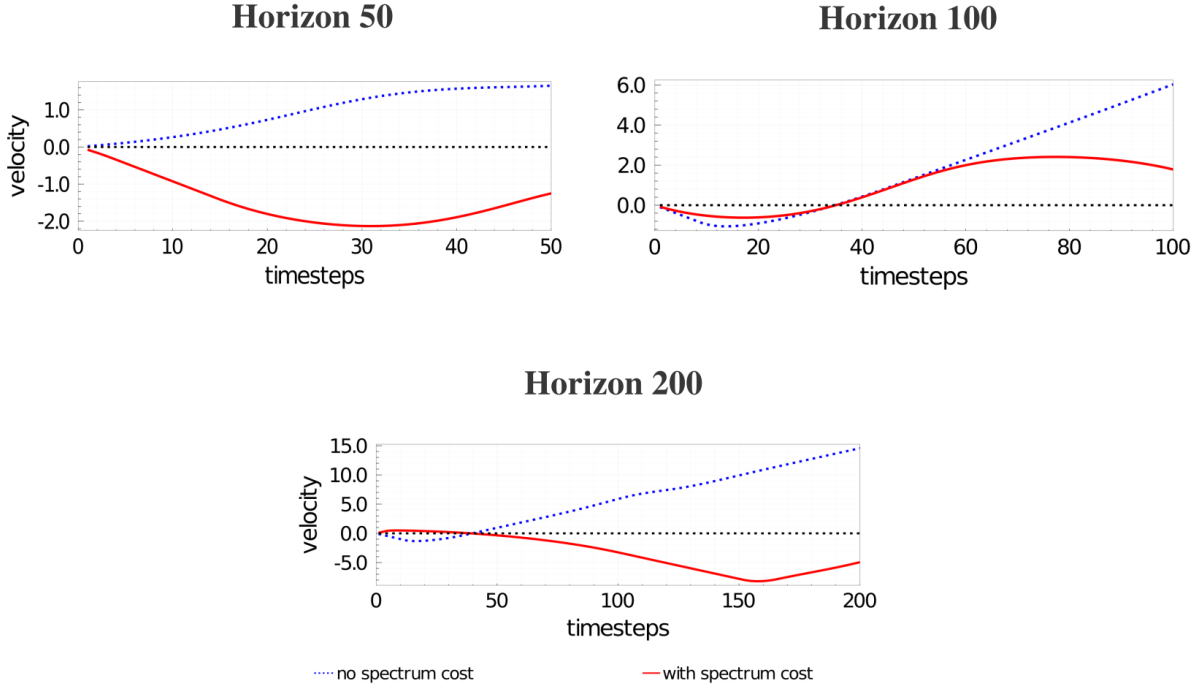 Horizon 50
velocity
1.0
0.0
-1.0
-2.0
0 10 20 30 40 50
timesteps
Horizon 100
6.0
4.0
2.0
0.0
0 20 40 60 80 100
timesteps
Horizon 200
velocity
15.0
10.0
5.0
0.0
-5.0
0 50 100 150 200
timesteps
no spectrum cost
with spectrum cost